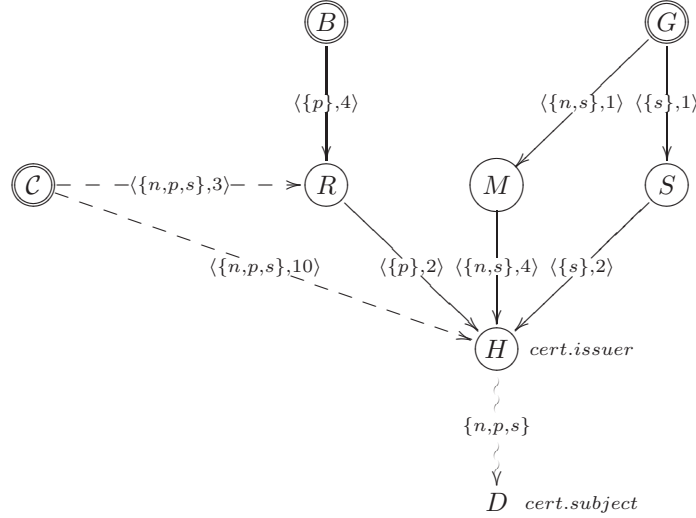 B G
⟨{p},4⟩ ⟨{n,s},1⟩ ⟨{s},1⟩
C ⟨{n,p,s},3⟩ R M S
⟨{n,p,s},10⟩ ⟨{p},2⟩ ⟨{n,s},4⟩ ⟨{s},2⟩
H cert.issuer
{n,p,s}
D cert.subject